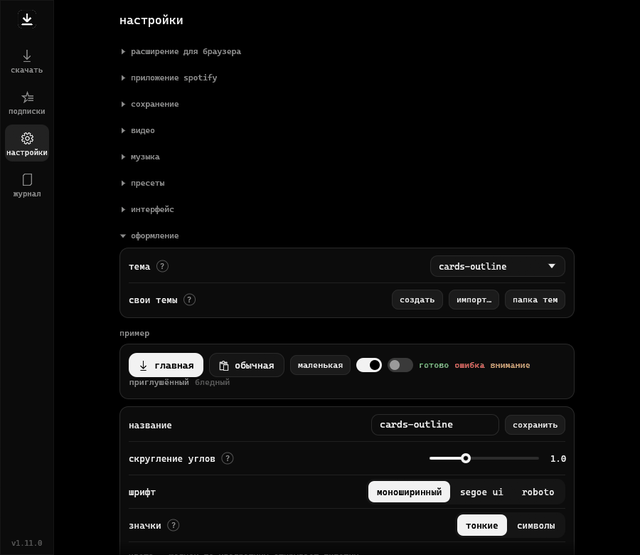 настройки
скачать
подписки
настройки
журнал
v1.11.0
расширение для браузера
приложение spotify
сохранение
видео
музыка
пресеты
интерфейс
оформление
тема ?
cards-outline
свои темы ?
создать импорт… папка тем
пример
главная обычная маленькая готово ошибка внимание
приглушённый бледный
название cards-outline сохранить
скругление углов ? 1.0
шрифт моноширинный segoe ui roboto
значки ? тонкие символы